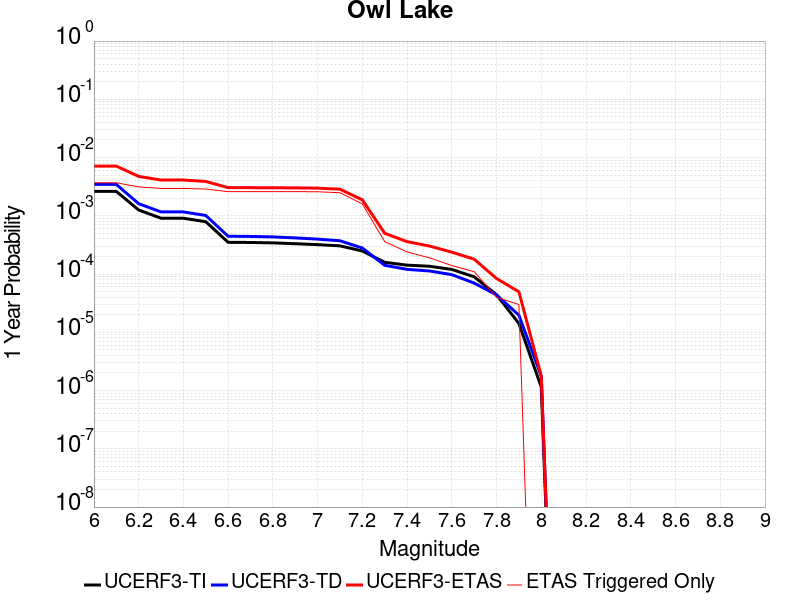 Owl Lake
10^0
10^-1
10^-2
10^-3
10^-4
10^-5
10^-6
10^-7
10^-8
1 Year Probability
6 6.2 6.4 6.6 6.8 7 7.2 7.4 7.6 7.8 8 8.2 8.4 8.6 8.8 9
Magnitude
UCERF3-TI UCERF3-TD UCERF3-ETAS ETAS Triggered Only